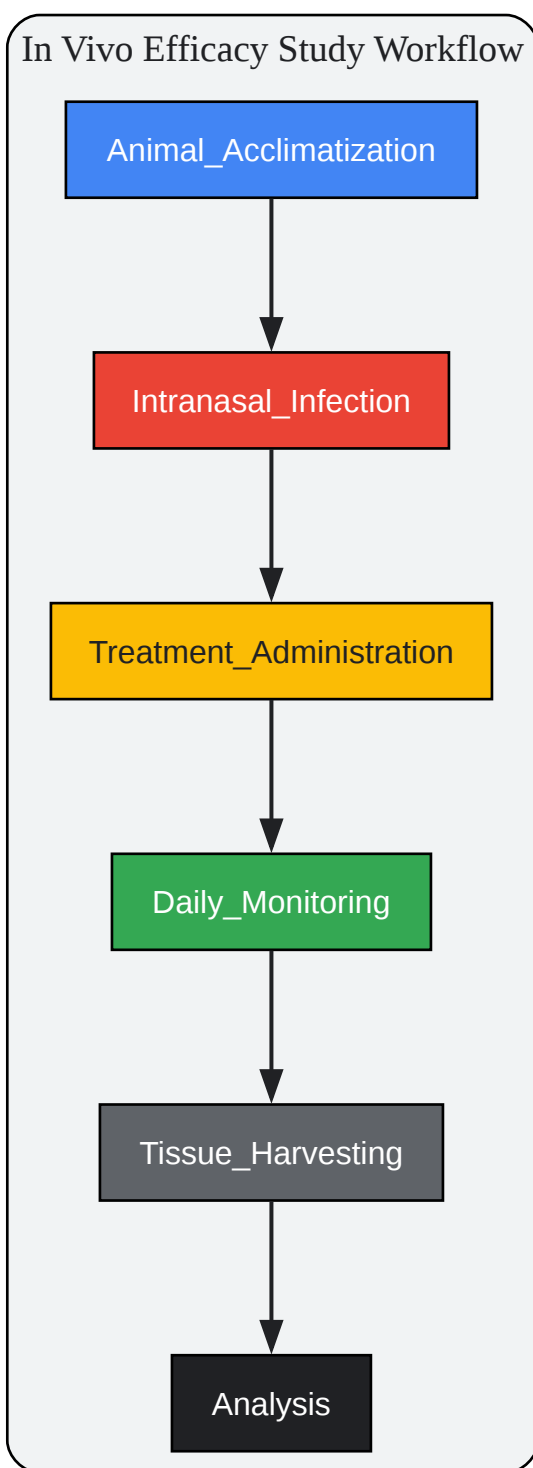 In Vivo Efficacy Study Workflow
Animal_Acclimatization
Intranasal_Infection
Treatment_Administration
Daily_Monitoring
Tissue_Harvesting
Analysis